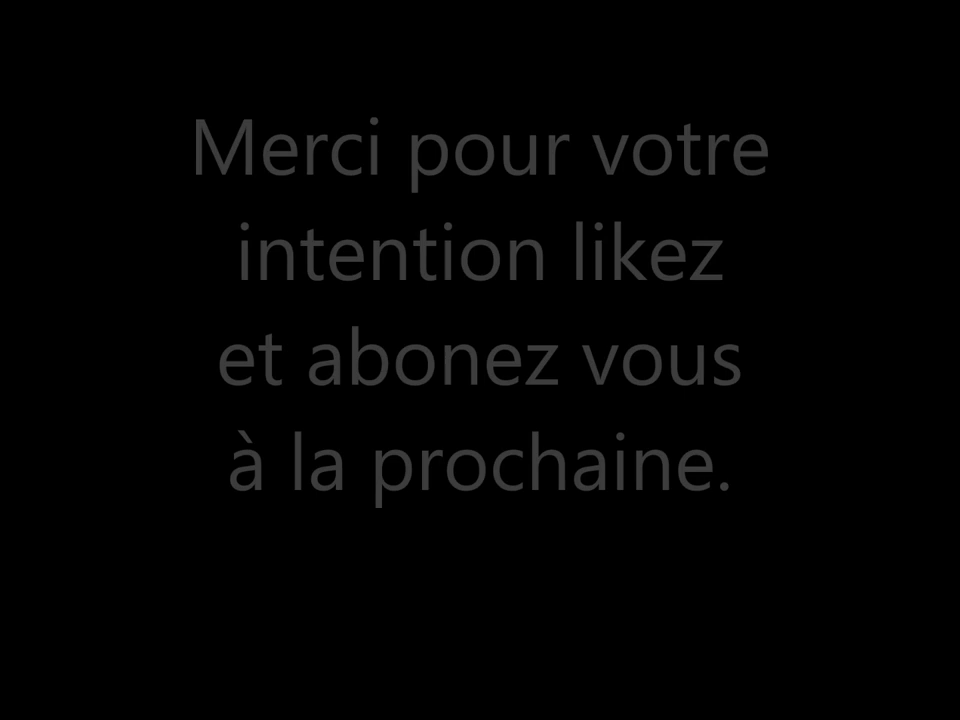 Merci pour votre
intention likez
et abonez vous
à la prochaine.